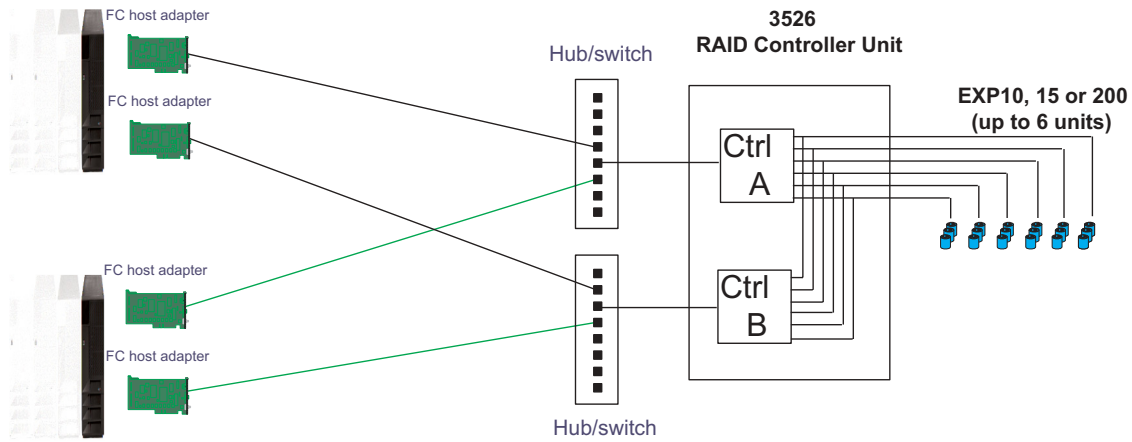 FC host adapter
3526
RAID Controller Unit
Hub/switch
FC host adapter
EXP10, 15 or 200
(up to 6 units)
Ctrl
A
FC host adapter
Ctrl
B
FC host adapter
Hub/switch